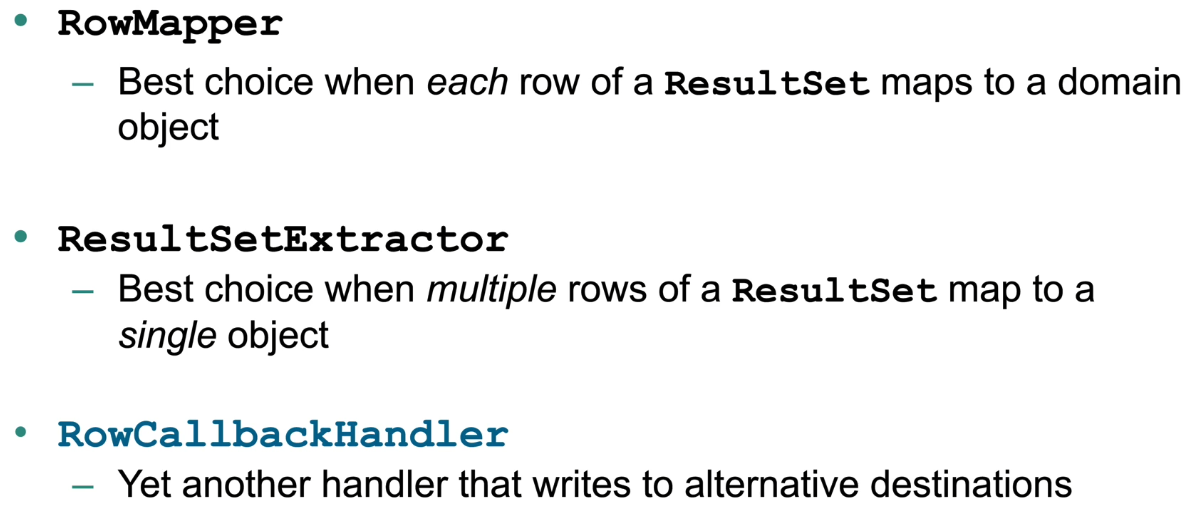 • RowMapper
– Best choice when each row of a ResultSet maps to a domain
object
• ResultSetExtractor
– Best choice when multiple rows of a ResultSet map to a
single object
• RowCallbackHandler
– Yet another handler that writes to alternative destinations